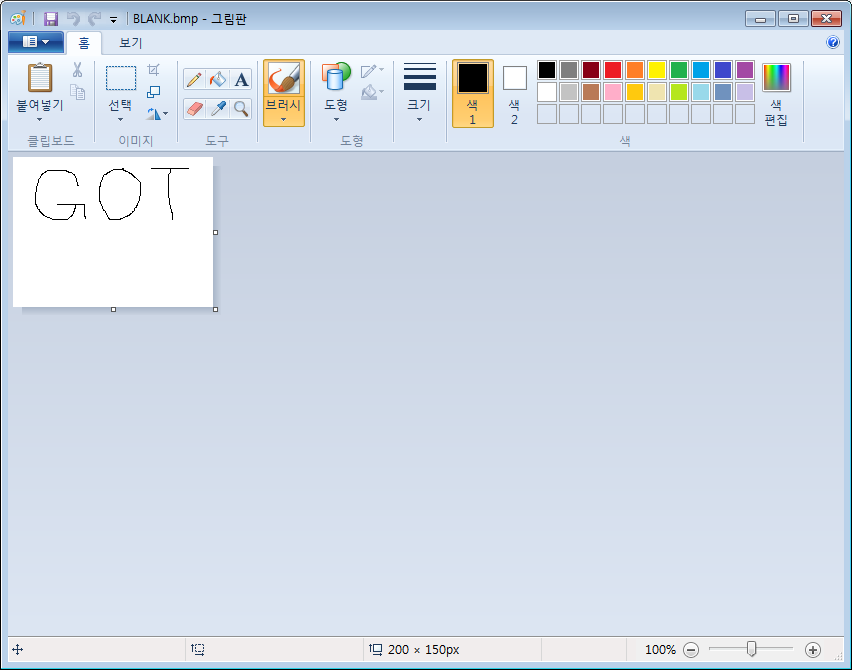 BLANK.bmp - 그림판
홈 보기
붙여넣기 선택 A 브러시 도형 크기 색 1 색 2 색 편집
클립보드 이미지 도구 도형 색
GOT
200 × 150px 100%